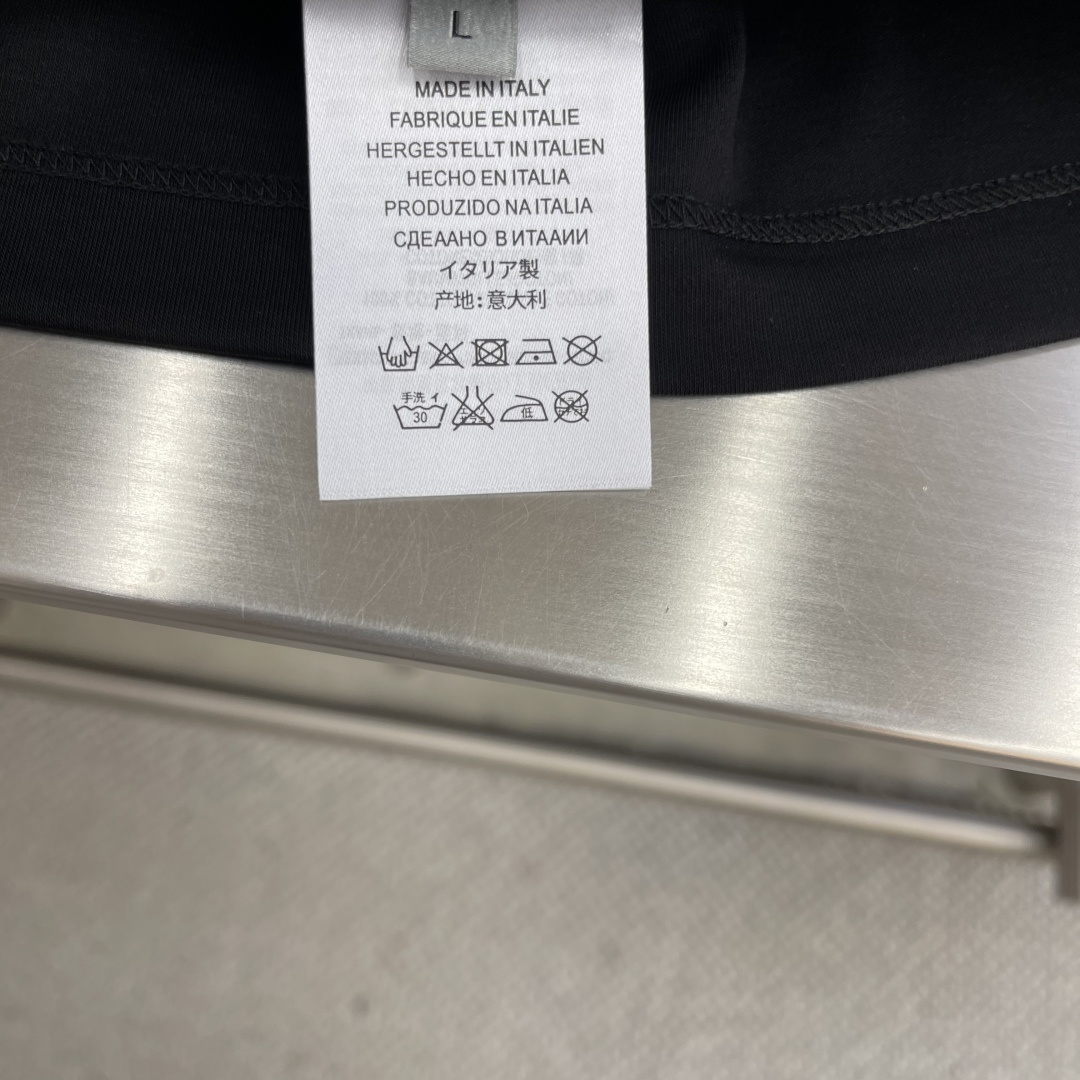 L
MADE IN ITALY
FABRIQUE EN ITALIE
HERGESTELLT IN ITALIEN
HECHO EN ITALIA
PRODUZIDO NA ITALIA
СДЕААНО В ИТААИИ
イタリア製
产地:意大利
手洗 イ
30
低